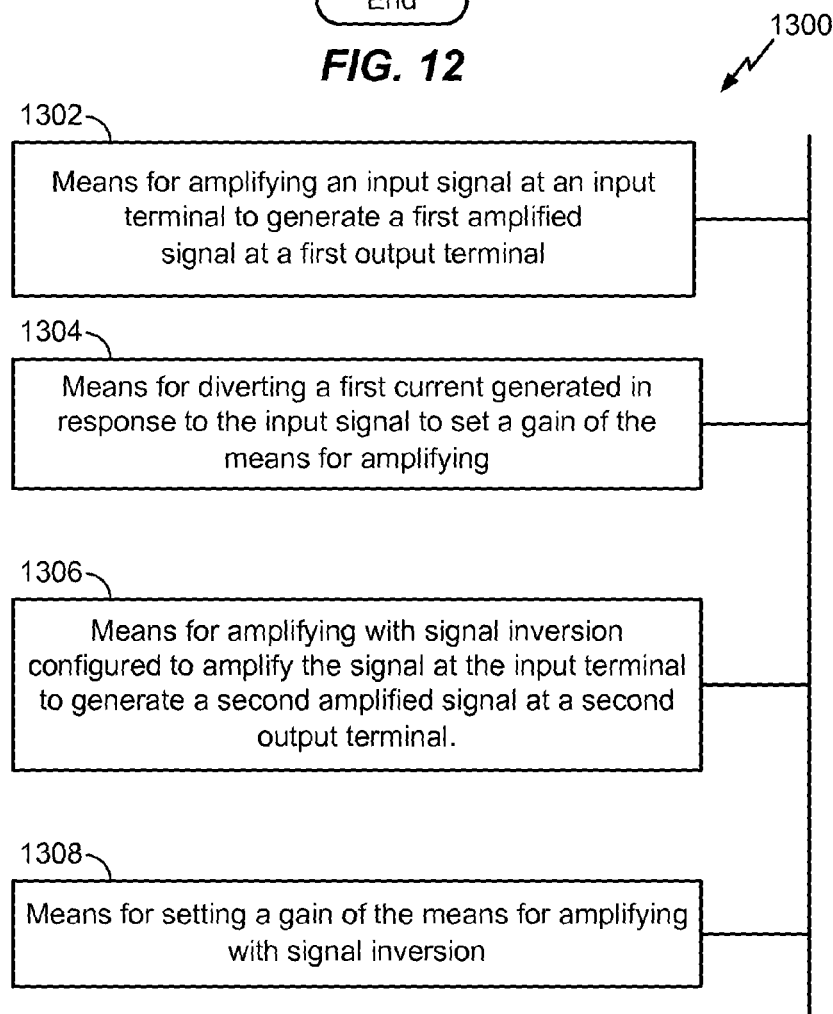 End
FIG. 12
1300
1302
Means for amplifying an input signal at an input
terminal to generate a first amplified
signal at a first output terminal
1304
Means for diverting a first current generated in
response to the input signal to set a gain of the
means for amplifying
1306
Means for amplifying with signal inversion
configured to amplify the signal at the input terminal
to generate a second amplified signal at a second
output terminal.
1308
Means for setting a gain of the means for amplifying
with signal inversion